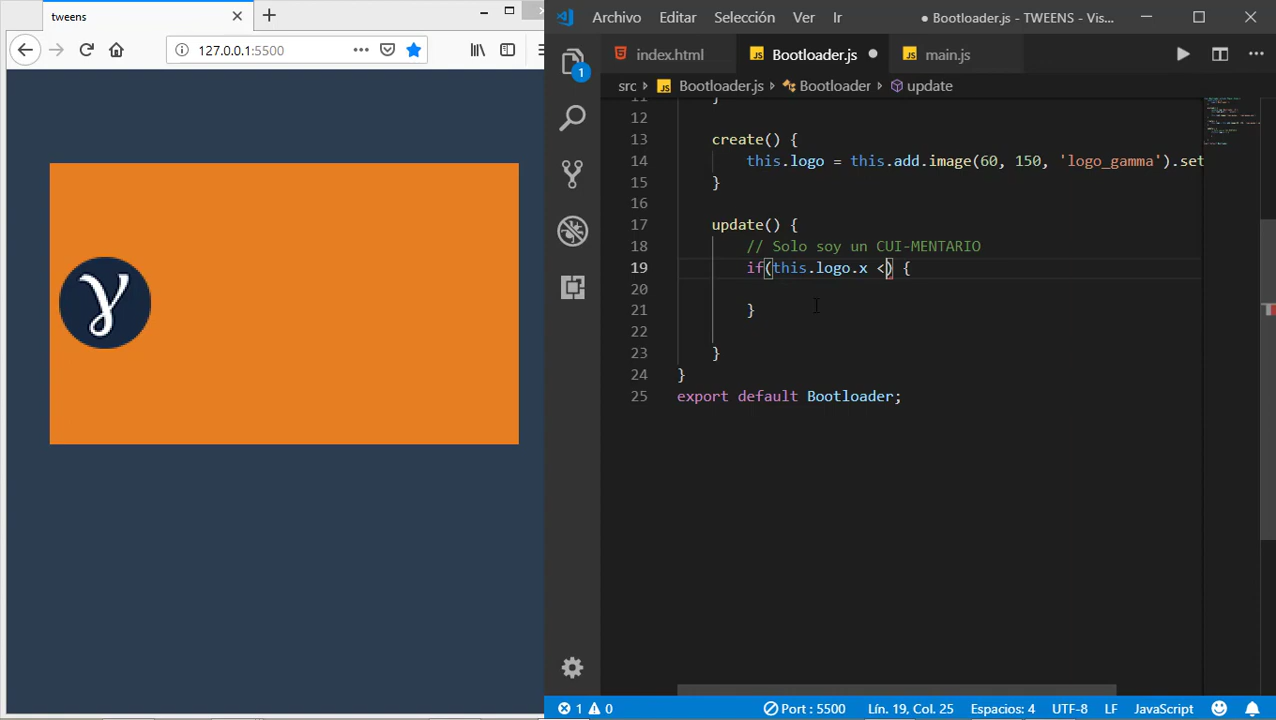 tweens
Archivo Editar Selección Ver Ir ● Bootloader.js - TWEENS - Vis...
127.0.0.1:5500
index.html Bootloader.js main.js
1
src > JS Bootloader.js > Bootloader > update
11 }
12
13 create() {
14 this.logo = this.add.image(60, 150, 'logo_gamma').set
15 }
16
17 update() {
18 // Solo soy un CUI-MENTARIO
19 if(this.logo.x <) {
20
21 }
22
23 }
24 }
25 export default Bootloader;
γ
1 0 Port : 5500 Lín. 19, Col. 25 Espacios: 4 UTF-8 LF JavaScript